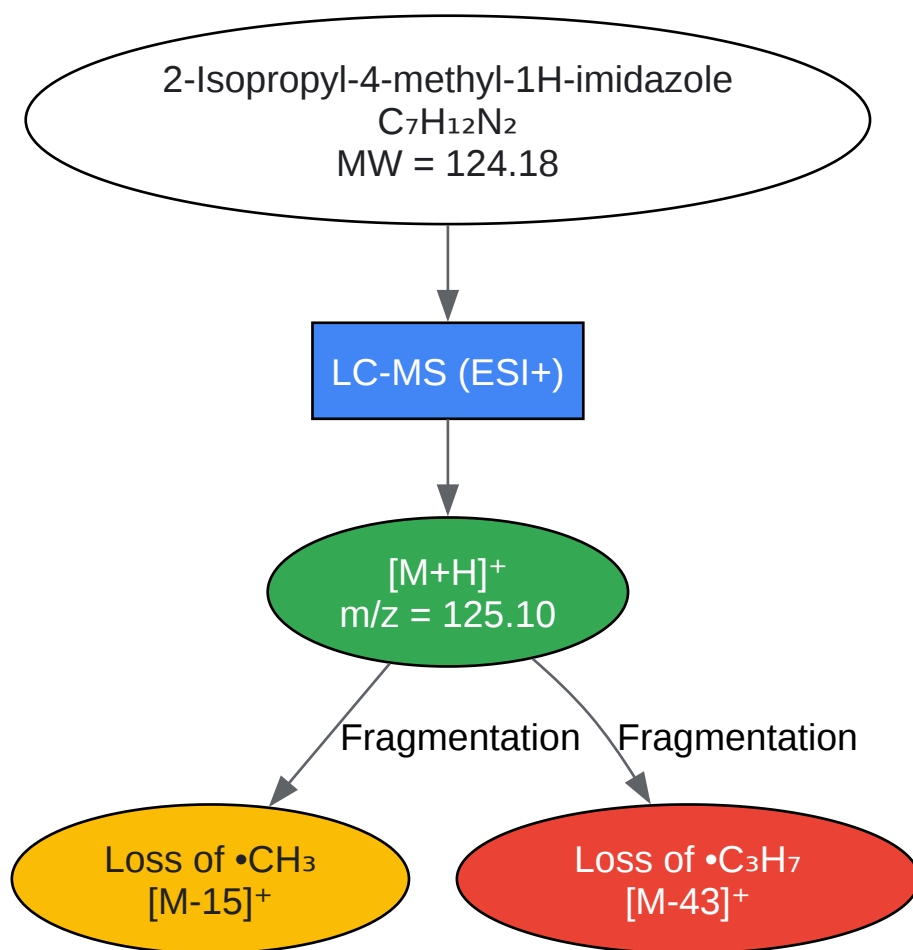 2-Isopropyl-4-methyl-1H-imidazole
C₇H₁₂N₂
MW = 124.18
LC-MS (ESI+)
[M+H]⁺
m/z = 125.10
Fragmentation
Fragmentation
Loss of •CH₃
[M-15]⁺
Loss of •C₃H₇
[M-43]⁺